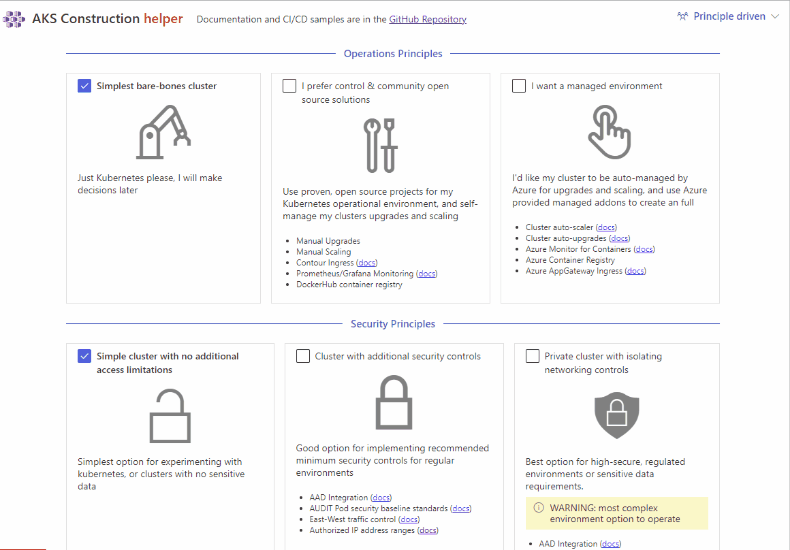 AKS Construction helper
Documentation and CI/CD samples are in the GitHub Repository
Principle driven
Operations Principles
Simplest bare-bones cluster
Just Kubernetes please, I will make
decisions later
I prefer control & community open
source solutions
Use proven, open source projects for my
Kubernetes operational environment, and self-
manage my clusters upgrades and scaling
Manual Upgrades
Manual Scaling
Contour Ingress (docs)
Prometheus/Grafana Monitoring (docs)
DockerHub container registry
I want a managed environment
I'd like my cluster to be auto-managed by
Azure for upgrades and scaling, and use Azure
provided managed addons to create an full
Cluster auto-scaler (docs)
Cluster auto-upgrades (docs)
Azure Monitor for Containers (docs)
Azure Container Registry
Azure AppGateway Ingress (docs)
Security Principles
Simple cluster with no additional
access limitations
Simplest option for experimenting with
kubernetes, or clusters with no sensitive
data
Cluster with additional security controls
Good option for implementing recommended
minimum security controls for regular
environments
AAD Integration (docs)
AUDIT Pod security baseline standards (docs)
East-West traffic control (docs)
Authorized IP address ranges (docs)
Private cluster with isolating
networking controls
Best option for high-secure, regulated
environments or sensitive data
requirements.
WARNING: most complex
environment option to operate
AAD Integration (docs)